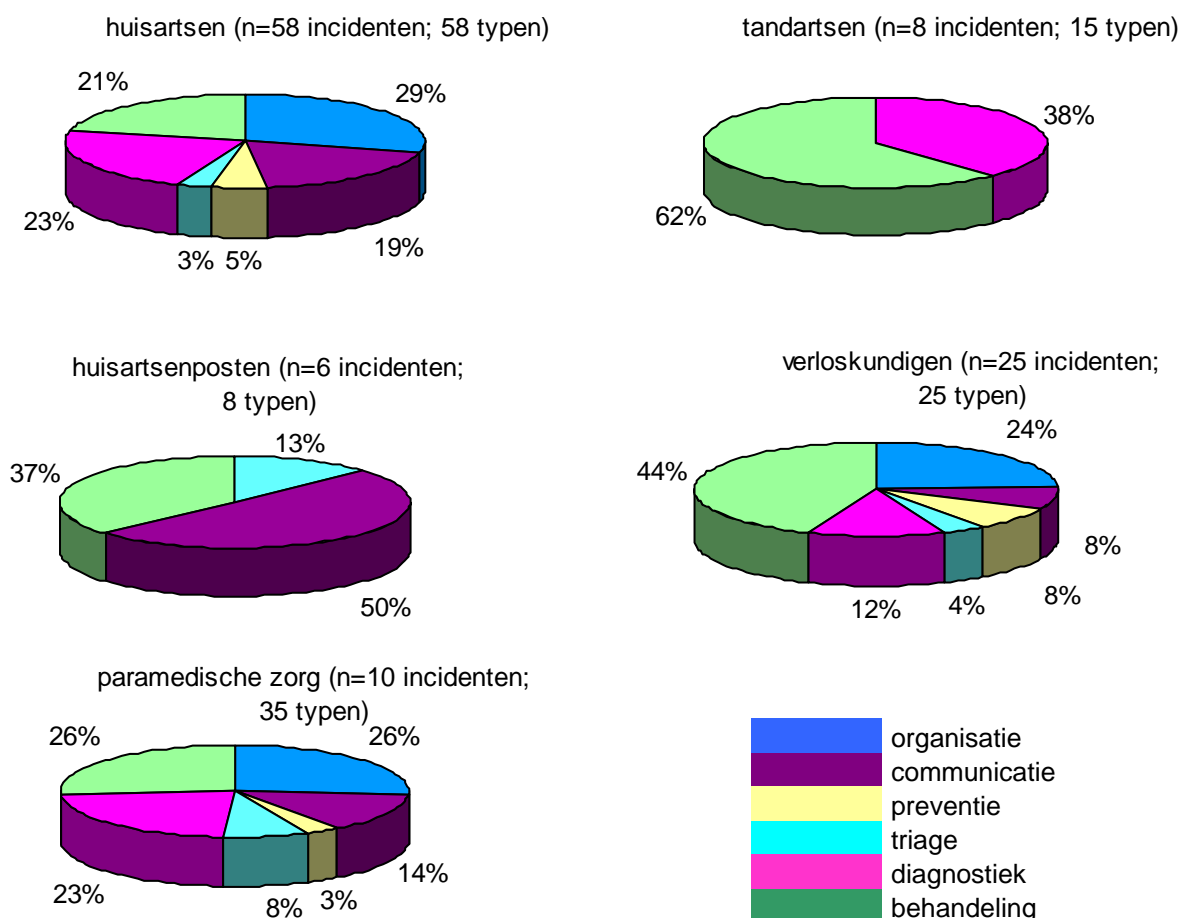 huisartsen (n=58 incidenten; 58 typen)
21%
29%
23%
3%
5%
19%
tandartsen (n=8 incidenten; 15 typen)
38%
62%
huisartsenposten (n=6 incidenten;
8 typen)
13%
37%
50%
verloskundigen (n=25 incidenten;
25 typen)
24%
44%
8%
8%
12%
4%
paramedische zorg (n=10 incidenten;
35 typen)
26%
26%
14%
23%
8%
3%
organisatie
communicatie
preventie
triage
diagnostiek
behandeling